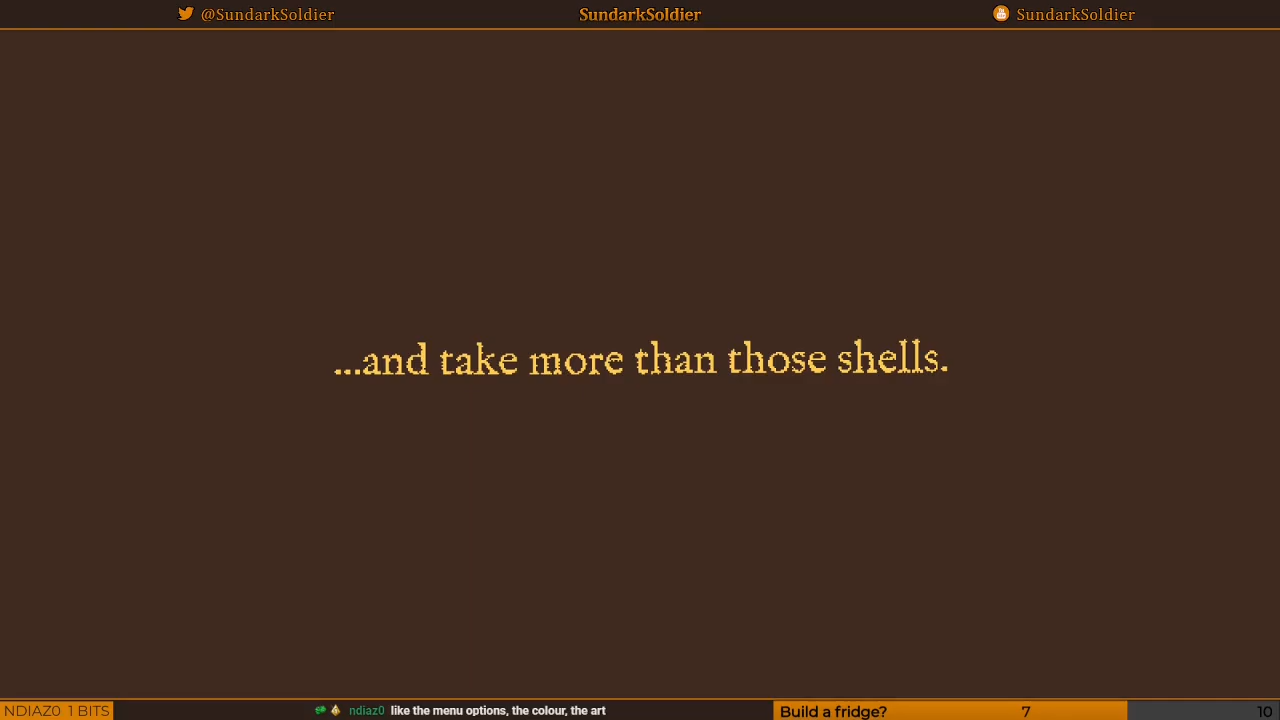 @SundarkSoldier
SundarkSoldier
SundarkSoldier
...and take more than those shells.
NDIAZ0 1 BITS
ndiaz0 like the menu options, the colour, the art
Build a fridge? 7 10